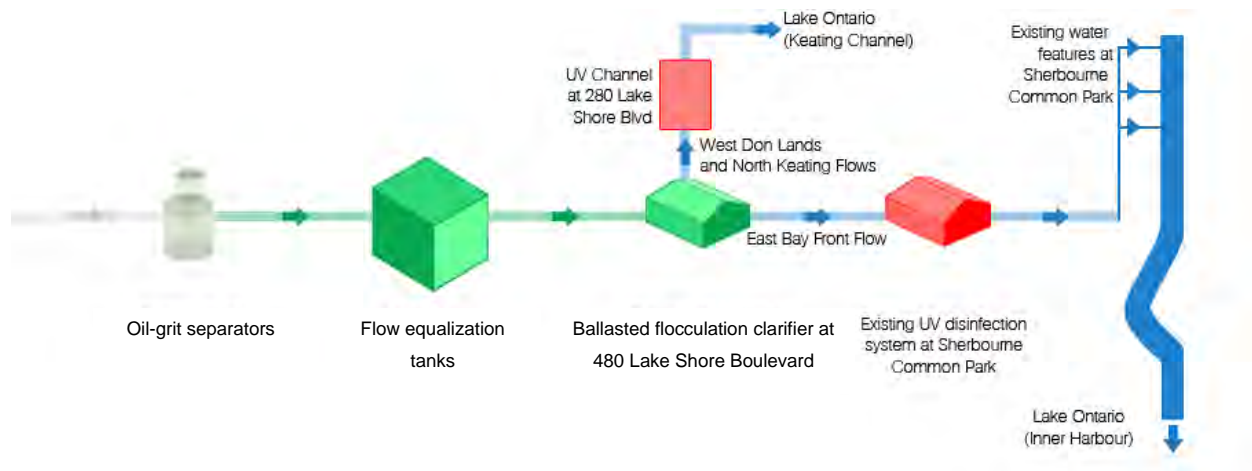 Lake Ontario
(Keating Channel)
Existing water
features at
Sherbourne
Common Park
UV Channel
at 280 Lake
Shore Blvd
West Don Lands
and North Keating Flows
East Bay Front Flow
Oil-grit separators
Flow equalization
tanks
Ballasted flocculation clarifier at
480 Lake Shore Boulevard
Existing UV disinfection
system at Sherbourne
Common Park
Lake Ontario
(Inner Harbour)